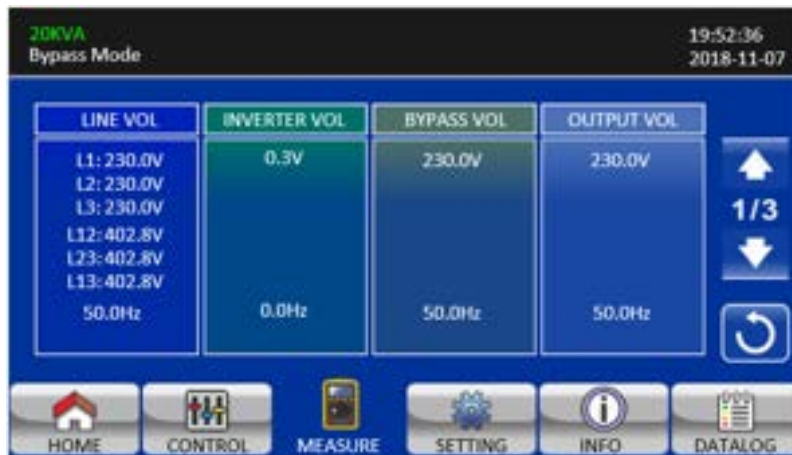 20KVA
Bypass Mode
19:52:36
2018-11-07
LINE VOL
L1:230.0V
L2:230.0V
L3:230.0V
L12:402.8V
L23:402.8V
L13:402.8V
50.0Hz
INVERTER VOL
0.3V
0.0Hz
BYPASS VOL
230.0V
50.0Hz
OUTPUT VOL
230.0V
50.0Hz
1/3
HOME
CONTROL
MEASURE
SETTING
INFO
DATALOG